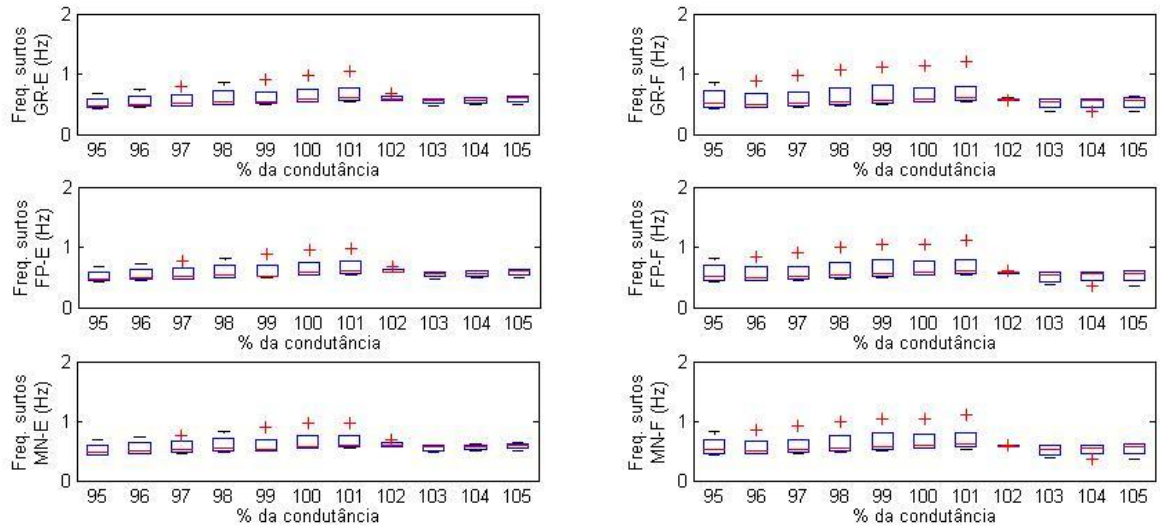 Freq. surtos
GR-E (Hz)
2
1
0
95 96 97 98 99 100 101 102 103 104 105
% da condutância
Freq. surtos
GR-F (Hz)
2
1
0
95 96 97 98 99 100 101 102 103 104 105
% da condutância
Freq. surtos
FP-E (Hz)
2
1
0
95 96 97 98 99 100 101 102 103 104 105
% da condutância
Freq. surtos
FP-F (Hz)
2
1
0
95 96 97 98 99 100 101 102 103 104 105
% da condutância
Freq. surtos
MN-E (Hz)
2
1
0
95 96 97 98 99 100 101 102 103 104 105
% da condutância
Freq. surtos
MN-F (Hz)
2
1
0
95 96 97 98 99 100 101 102 103 104 105
% da condutância